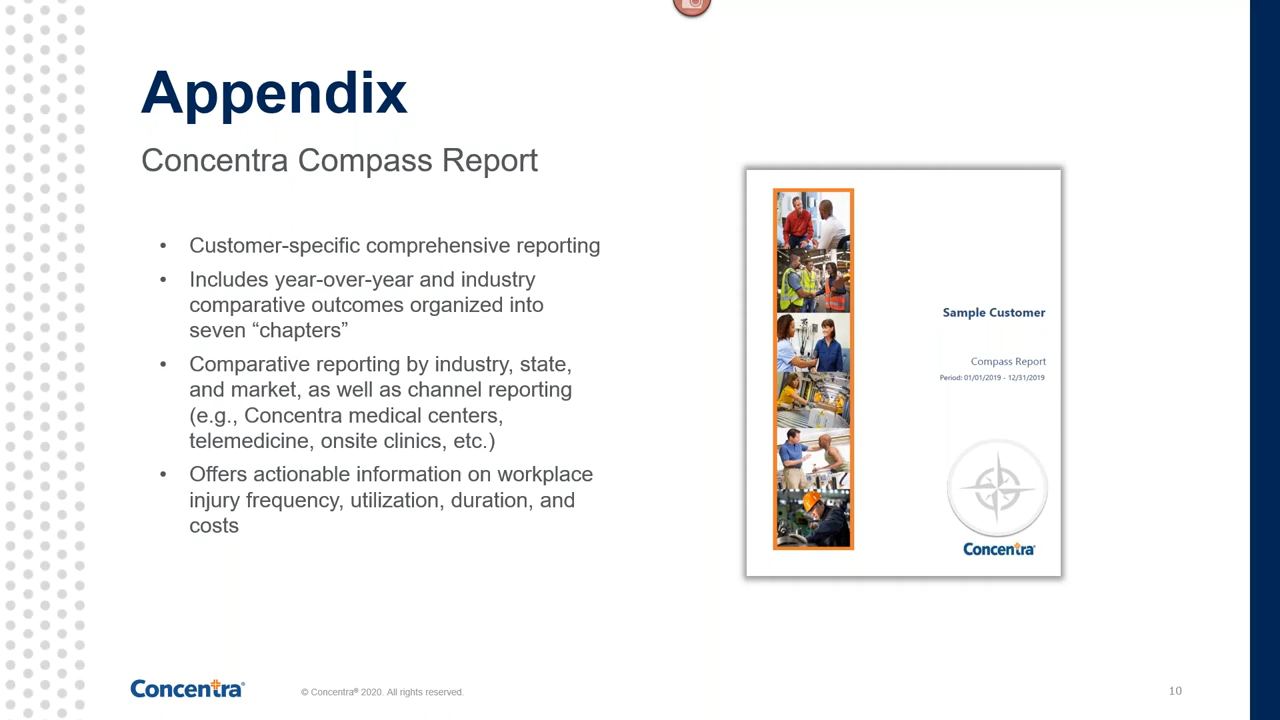 Appendix
Concentra Compass Report
• Customer-specific comprehensive reporting
• Includes year-over-year and industry
comparative outcomes organized into
seven “chapters”
• Comparative reporting by industry, state,
and market, as well as channel reporting
(e.g., Concentra medical centers,
telemedicine, onsite clinics, etc.)
• Offers actionable information on workplace
injury frequency, utilization, duration, and
costs
Sample Customer
Compass Report
Period: 01/01/2019 - 12/31/2019
Concentra®
Concentra®
© Concentra® 2020. All rights reserved.
10